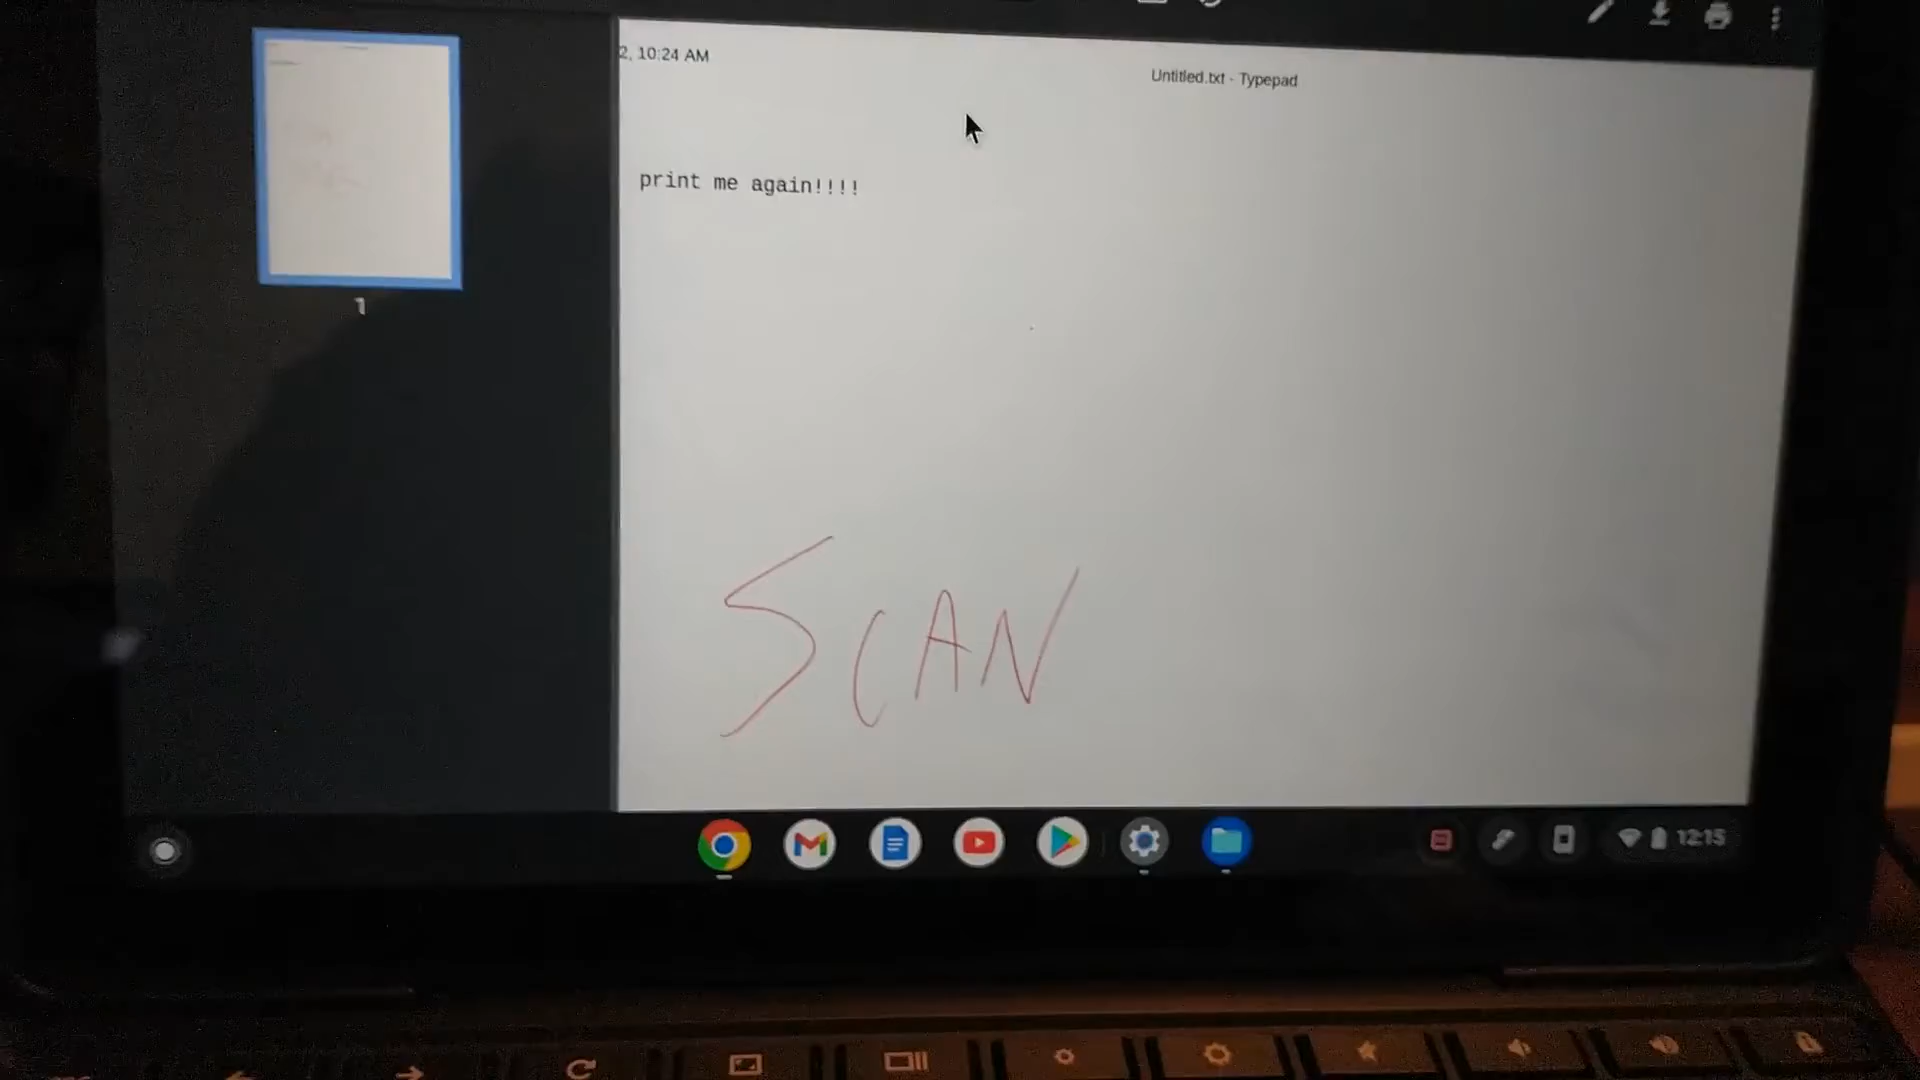 2, 10:24 AM
Untitled.txt - Typepad
print me again!!!!
1
SCAN
12:15